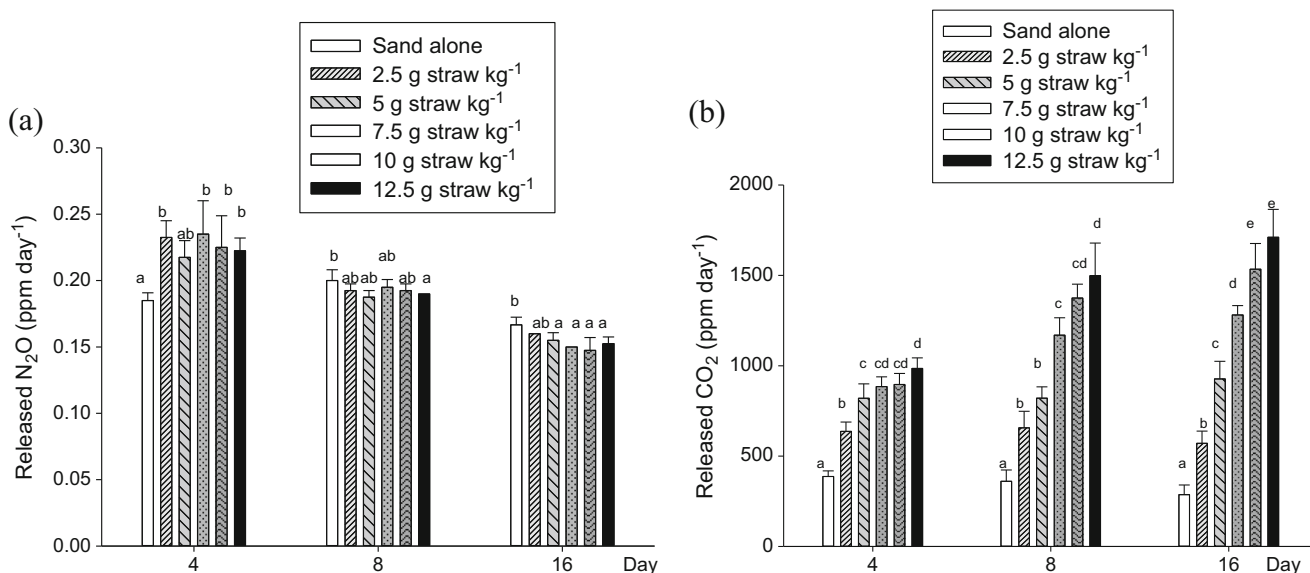 (a)
Sand alone
2.5 g straw kg⁻¹
5 g straw kg⁻¹
7.5 g straw kg⁻¹
10 g straw kg⁻¹
12.5 g straw kg⁻¹
Released N₂O (ppm day⁻¹)
0.30
0.25
0.20
0.15
0.10
0.05
0.00
a b ab b b b
b ab ab ab ab a
b ab a a a a
4 8 16 Day
(b)
Sand alone
2.5 g straw kg⁻¹
5 g straw kg⁻¹
7.5 g straw kg⁻¹
10 g straw kg⁻¹
12.5 g straw kg⁻¹
Released CO₂ (ppm day⁻¹)
2000
1500
1000
500
0
a b c cd cd d
a b b c cd d
a b c d e e
4 8 16 Day